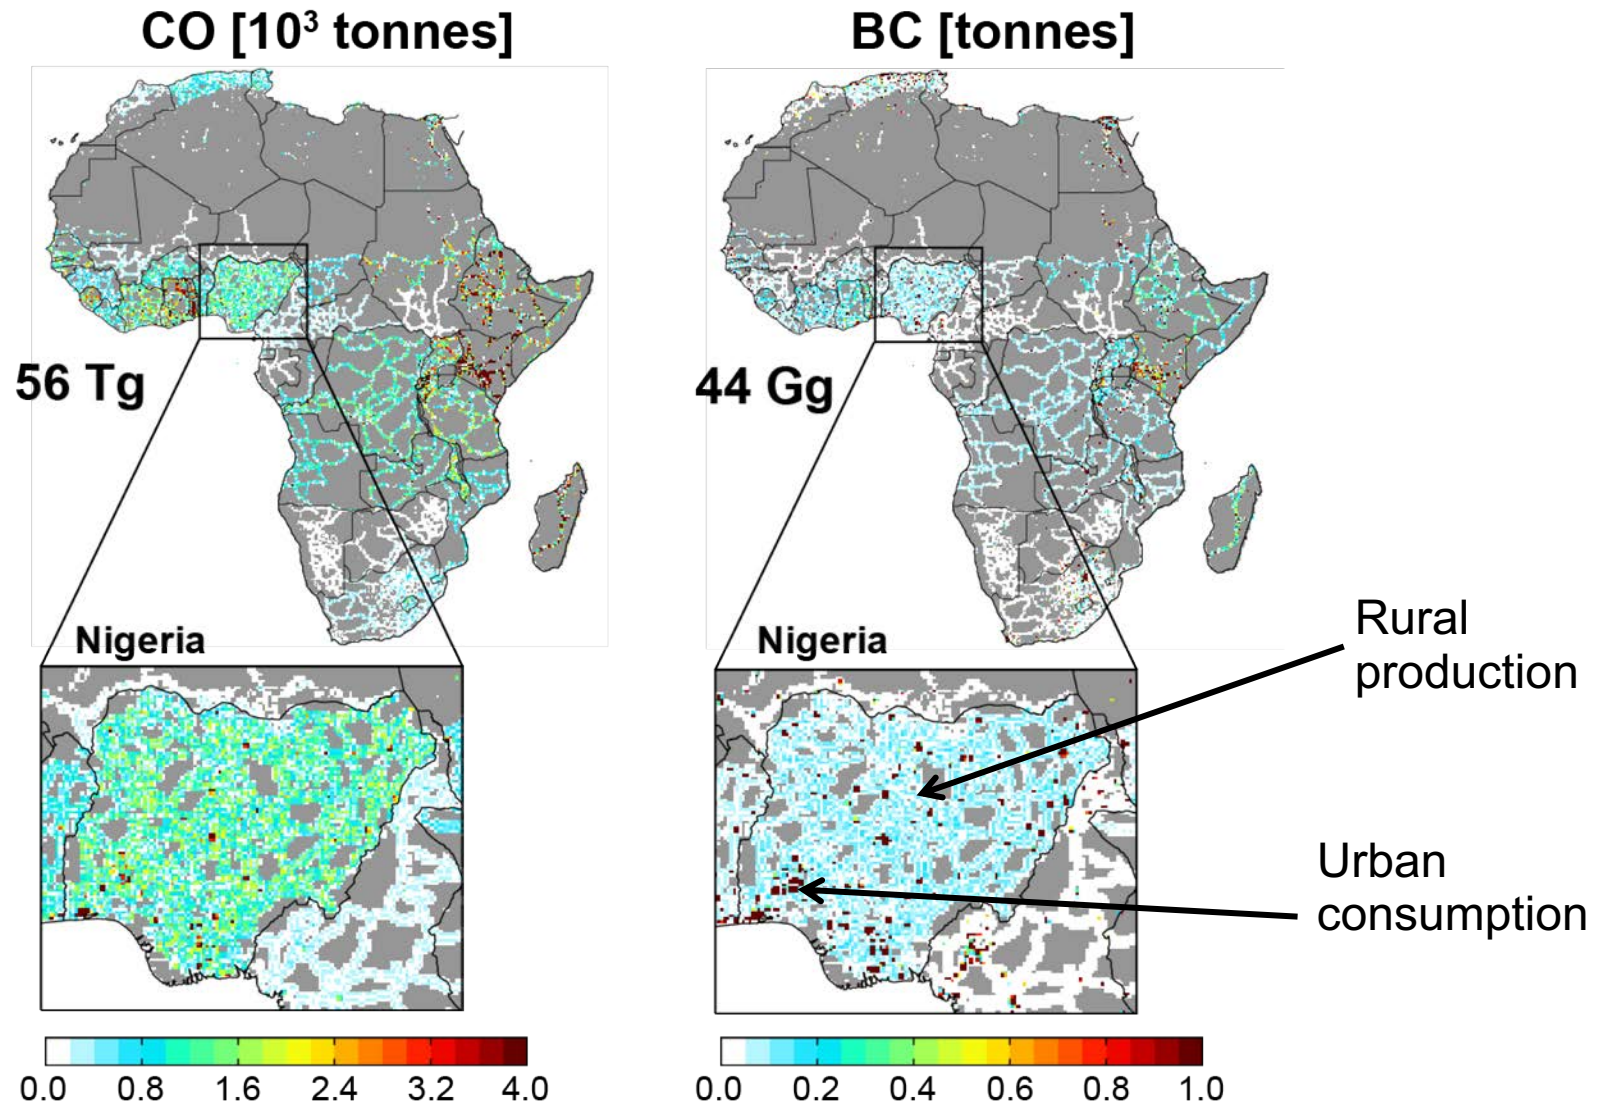 CO [10³ tonnes]
BC [tonnes]
56 Tg
44 Gg
Nigeria
Nigeria
Rural
production
Urban
consumption
0.0 0.8 1.6 2.4 3.2 4.0
0.0 0.2 0.4 0.6 0.8 1.0